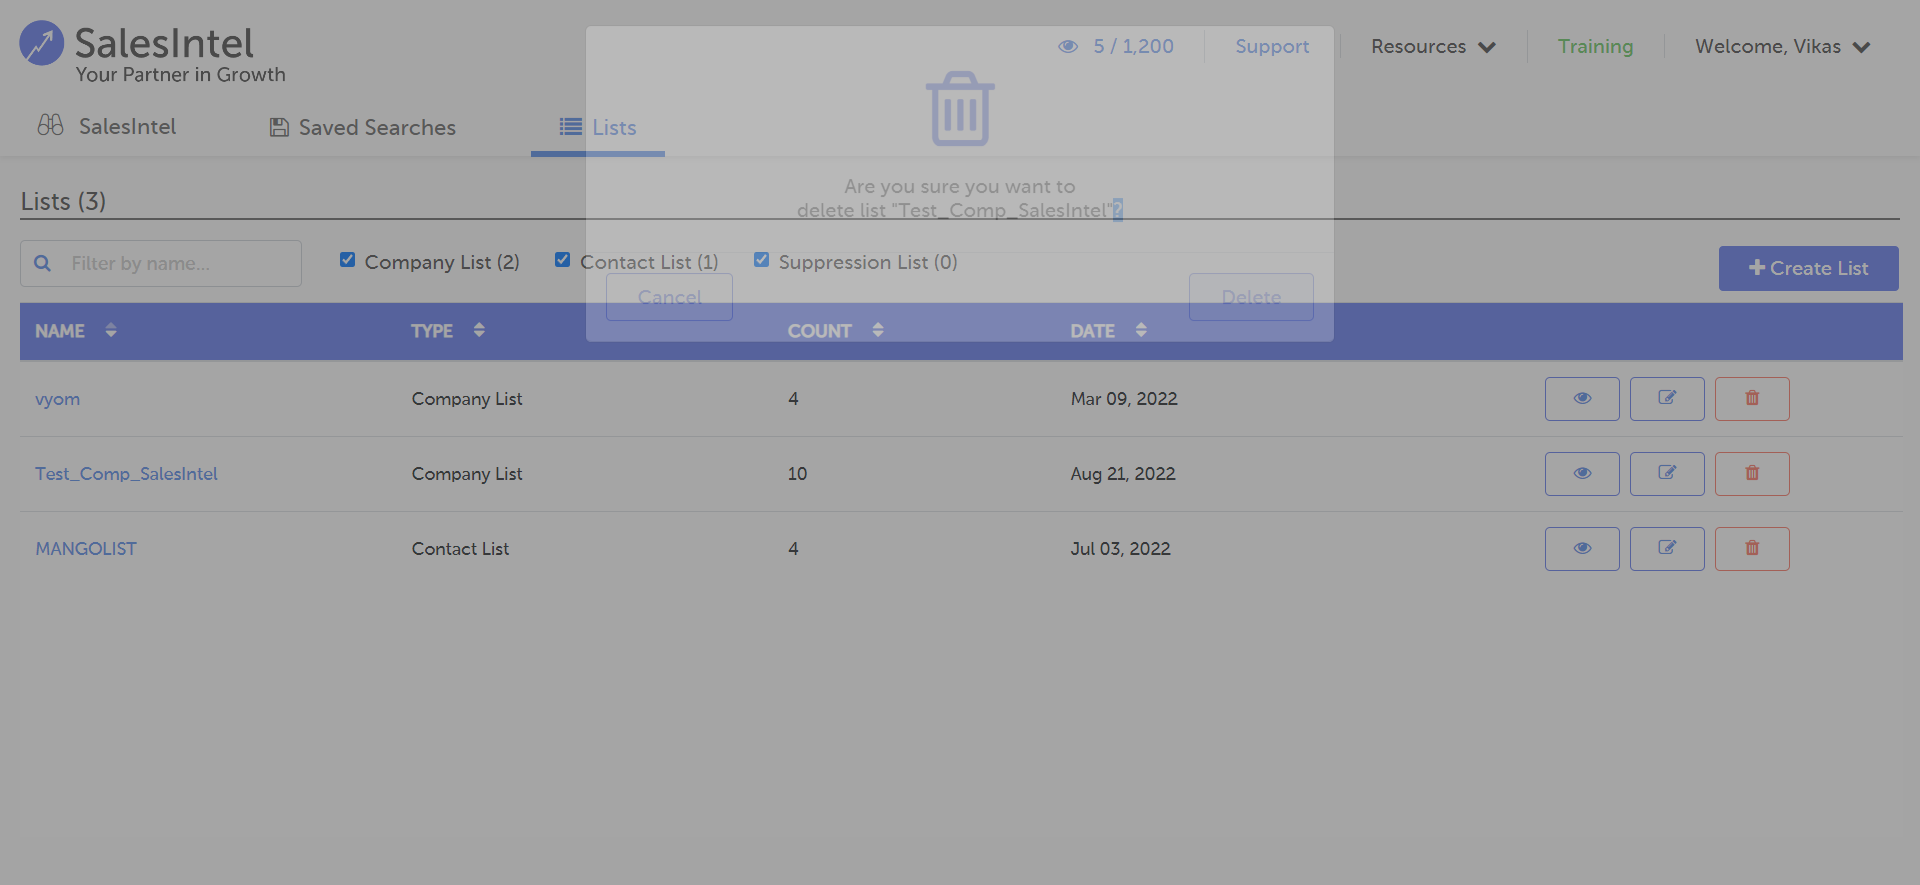 SalesIntel
Your Partner in Growth
5 / 1,200
Support
Resources
Training
Welcome, Vikas
SalesIntel
Saved Searches
Lists
Are you sure you want to
delete list "Test_Comp_SalesIntel"?
Lists (3)
Filter by name...
Company List (2)
Contact List (1)
Suppression List (0)
Create List
Cancel
Delete
NAME TYPE COUNT DATE
vyom Company List 4 Mar 09, 2022
Test_Comp_SalesIntel Company List 10 Aug 21, 2022
MANGOLIST Contact List 4 Jul 03, 2022